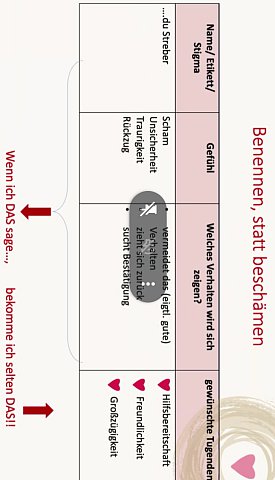 Benennen, statt beschämen
Name/ Etikett/
Stigma
Gefühl
Welches Verhalten wird sich
zeigen?
gewünschte Tugenden
....du Streber
Scham
Unsicherheit
Traurigkeit
Rückzug
vermeidet das (eigtl. gute)
Verhalten
zieht sich zurück
sucht Bestätigung
Hilfsbereitschaft
Freundlichkeit
Großzügigkeit
Wenn ich DAS sage...,
bekomme ich selten DAS!!